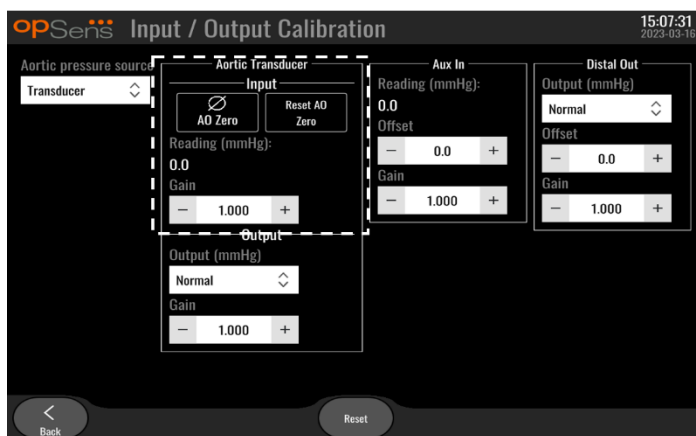 opSens Input / Output Calibration
15:07:31
2023-03-16
Aortic pressure source
Transducer
Aortic Transducer
Input
AO Zero
Reset AO
Zero
Reading (mmHg):
0.0
Gain
− 1.000 +
Output
Output (mmHg)
Normal
Gain
− 1.000 +
Aux In
Reading (mmHg):
0.0
Offset
− 0.0 +
Gain
− 1.000 +
Distal Out
Output (mmHg)
Normal
Offset
− 0.0 +
Gain
− 1.000 +
Back
Reset